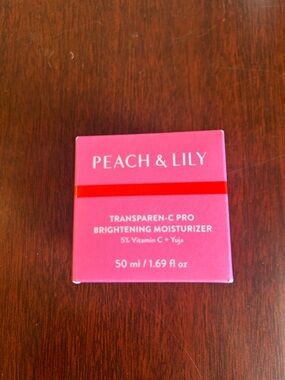 PEACH & LILY
TRANSPAREN-C PRO
BRIGHTENING MOISTURIZER
5% Vitamin C + Yuja
50 ml / 1.69 fl oz